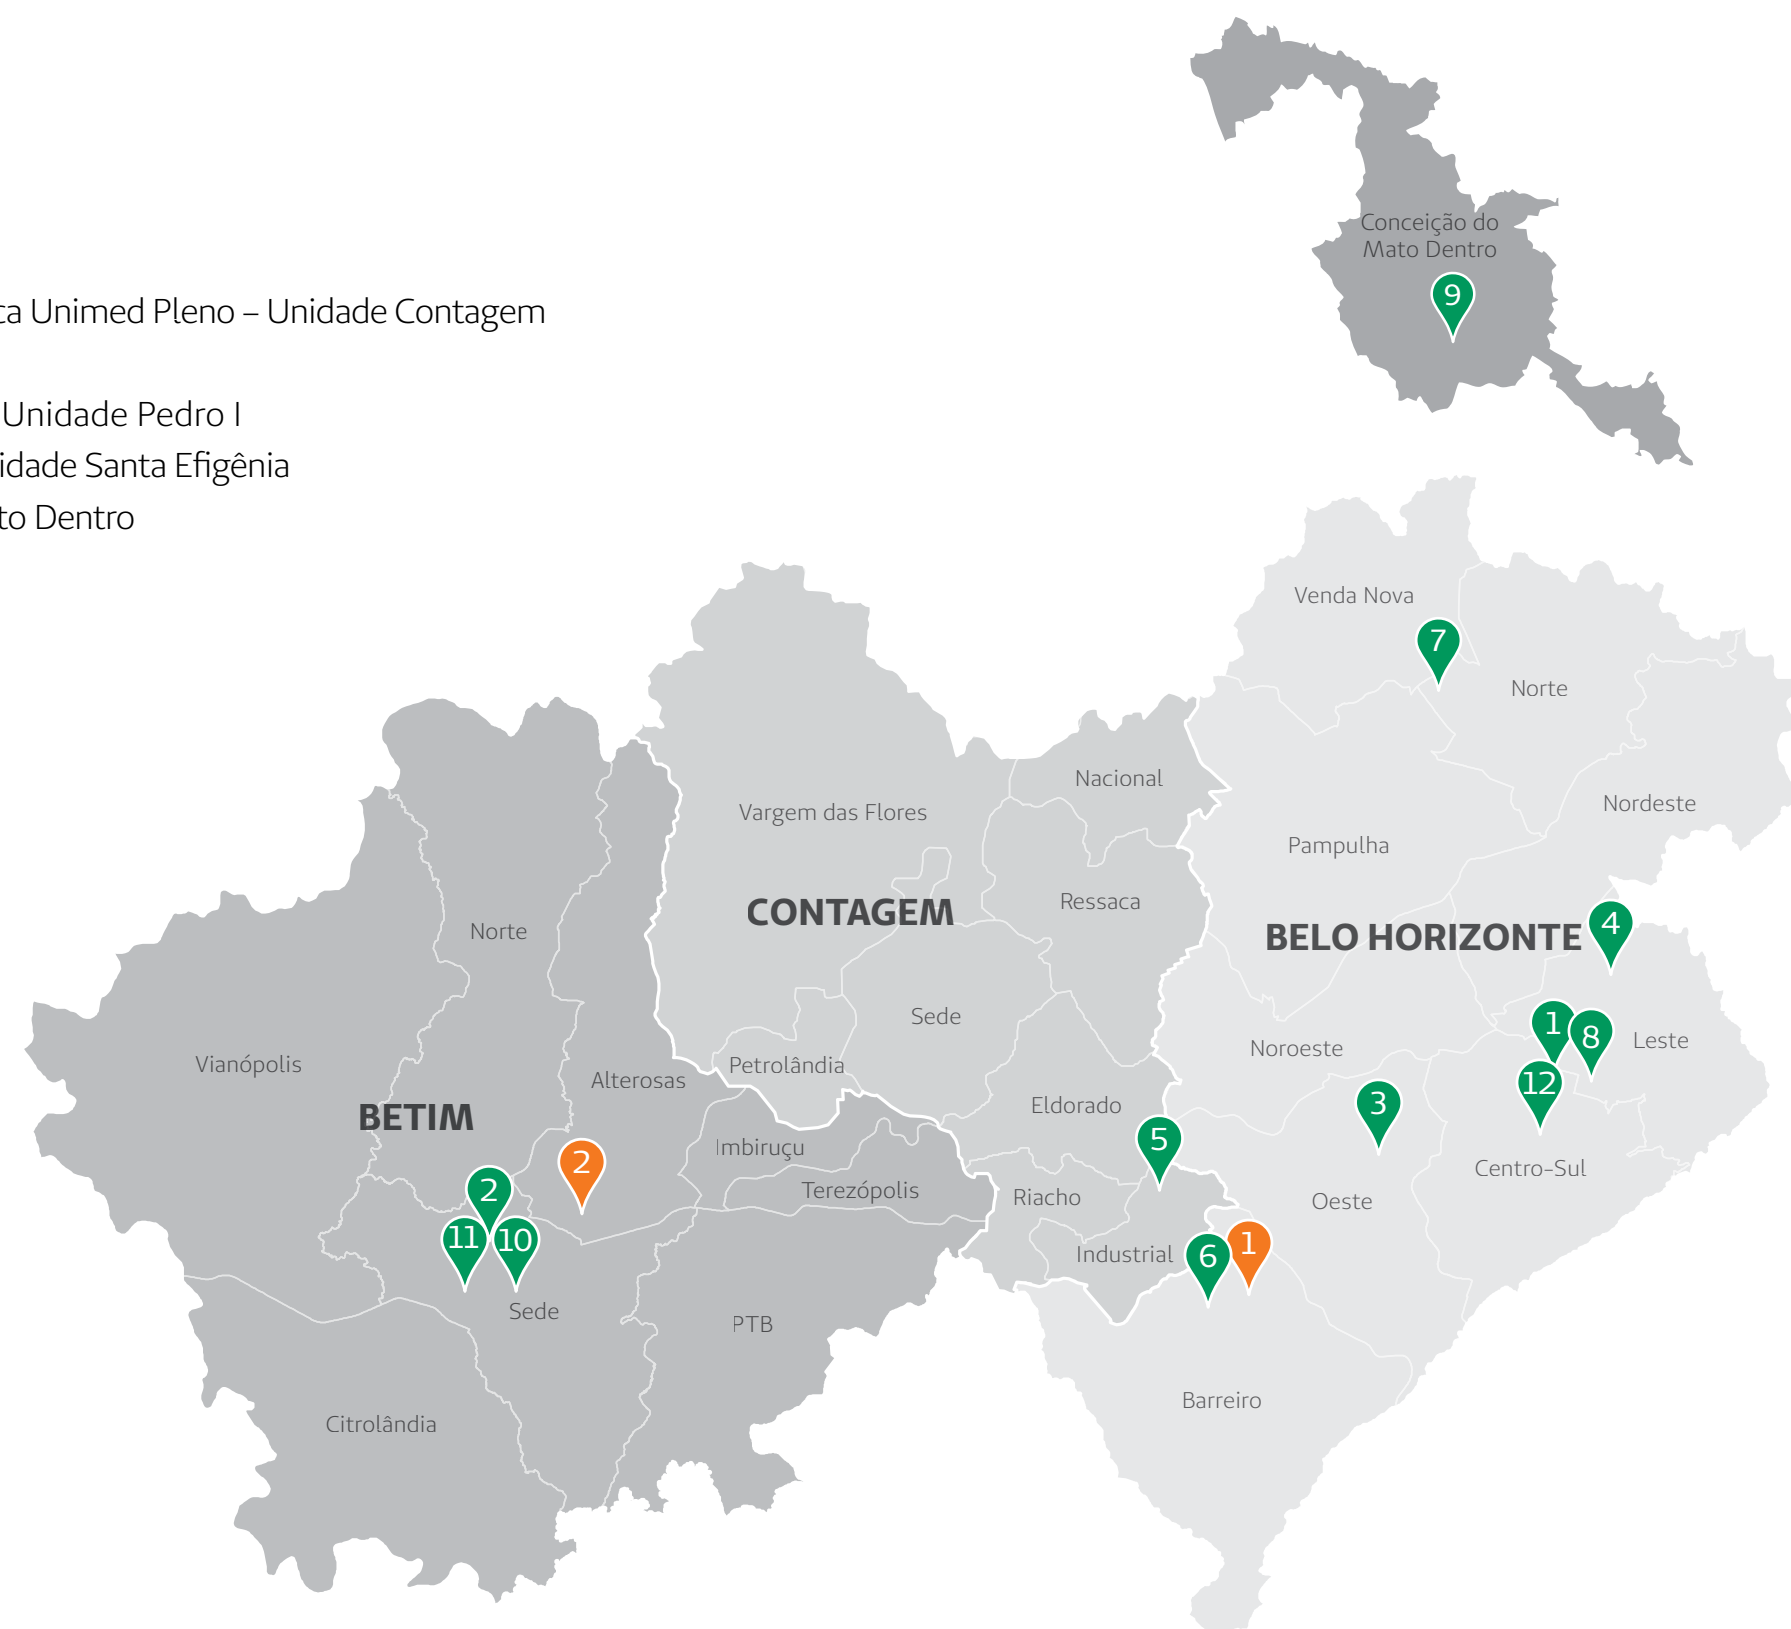 Conceição do
Mato Dentro
9
Unimed Pleno – Unidade Contagem
Unidade Pedro I
Santa Efigênia
Dentro
Venda Nova
7
Norte
Nacional
Vargem das Flores
Nordeste
Pampulha
Ressaca
CONTAGEM
BELO HORIZONTE
4
Norte
Sede
1
8
Leste
Noroeste
Vianópolis
Petrolândia
Alterosas
12
3
Eldorado
BETIM
5
Imbiruçu
2
Centro-Sul
2
Terezópolis
Riacho
Oeste
11
10
Industrial
6
1
Sede
PTB
Barreiro
Citrolândia